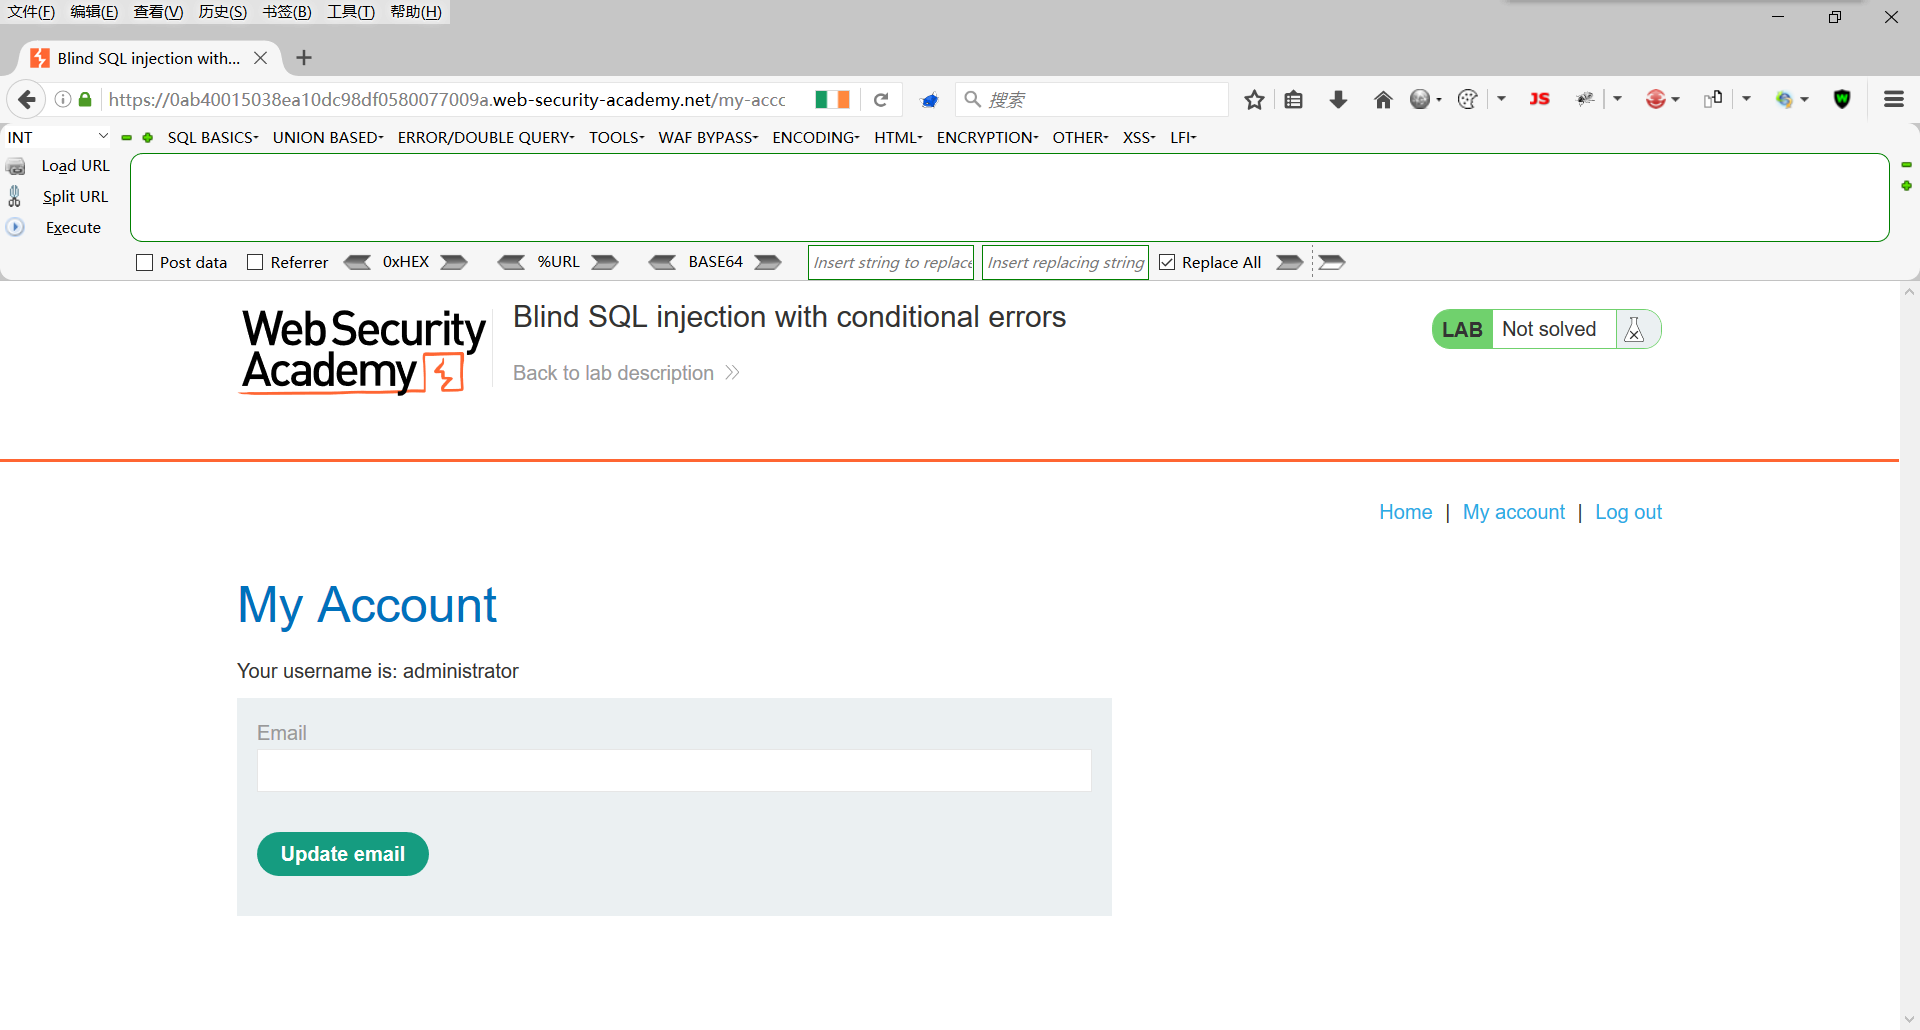 文件(F) 编辑(E) 查看(V) 历史(S) 书签(B) 工具(T) 帮助(H)
Blind SQL injection with...
https://0ab40015038ea10dc98df0580077009a.web-security-academy.net/my-acco
搜索
JS
W
INT
SQL BASICS
UNION BASED
ERROR/DOUBLE QUERY
TOOLS
WAF BYPASS
ENCODING
HTML
ENCRYPTION
OTHER
XSS
LFI
Load URL
Split URL
Execute
Post data
Referrer
0xHEX
%URL
BASE64
Insert string to replace
Insert replacing string
Replace All
Web Security
Academy
Blind SQL injection with conditional errors
Back to lab description
LAB Not solved
Home | My account | Log out
My Account
Your username is: administrator
Email
Update email